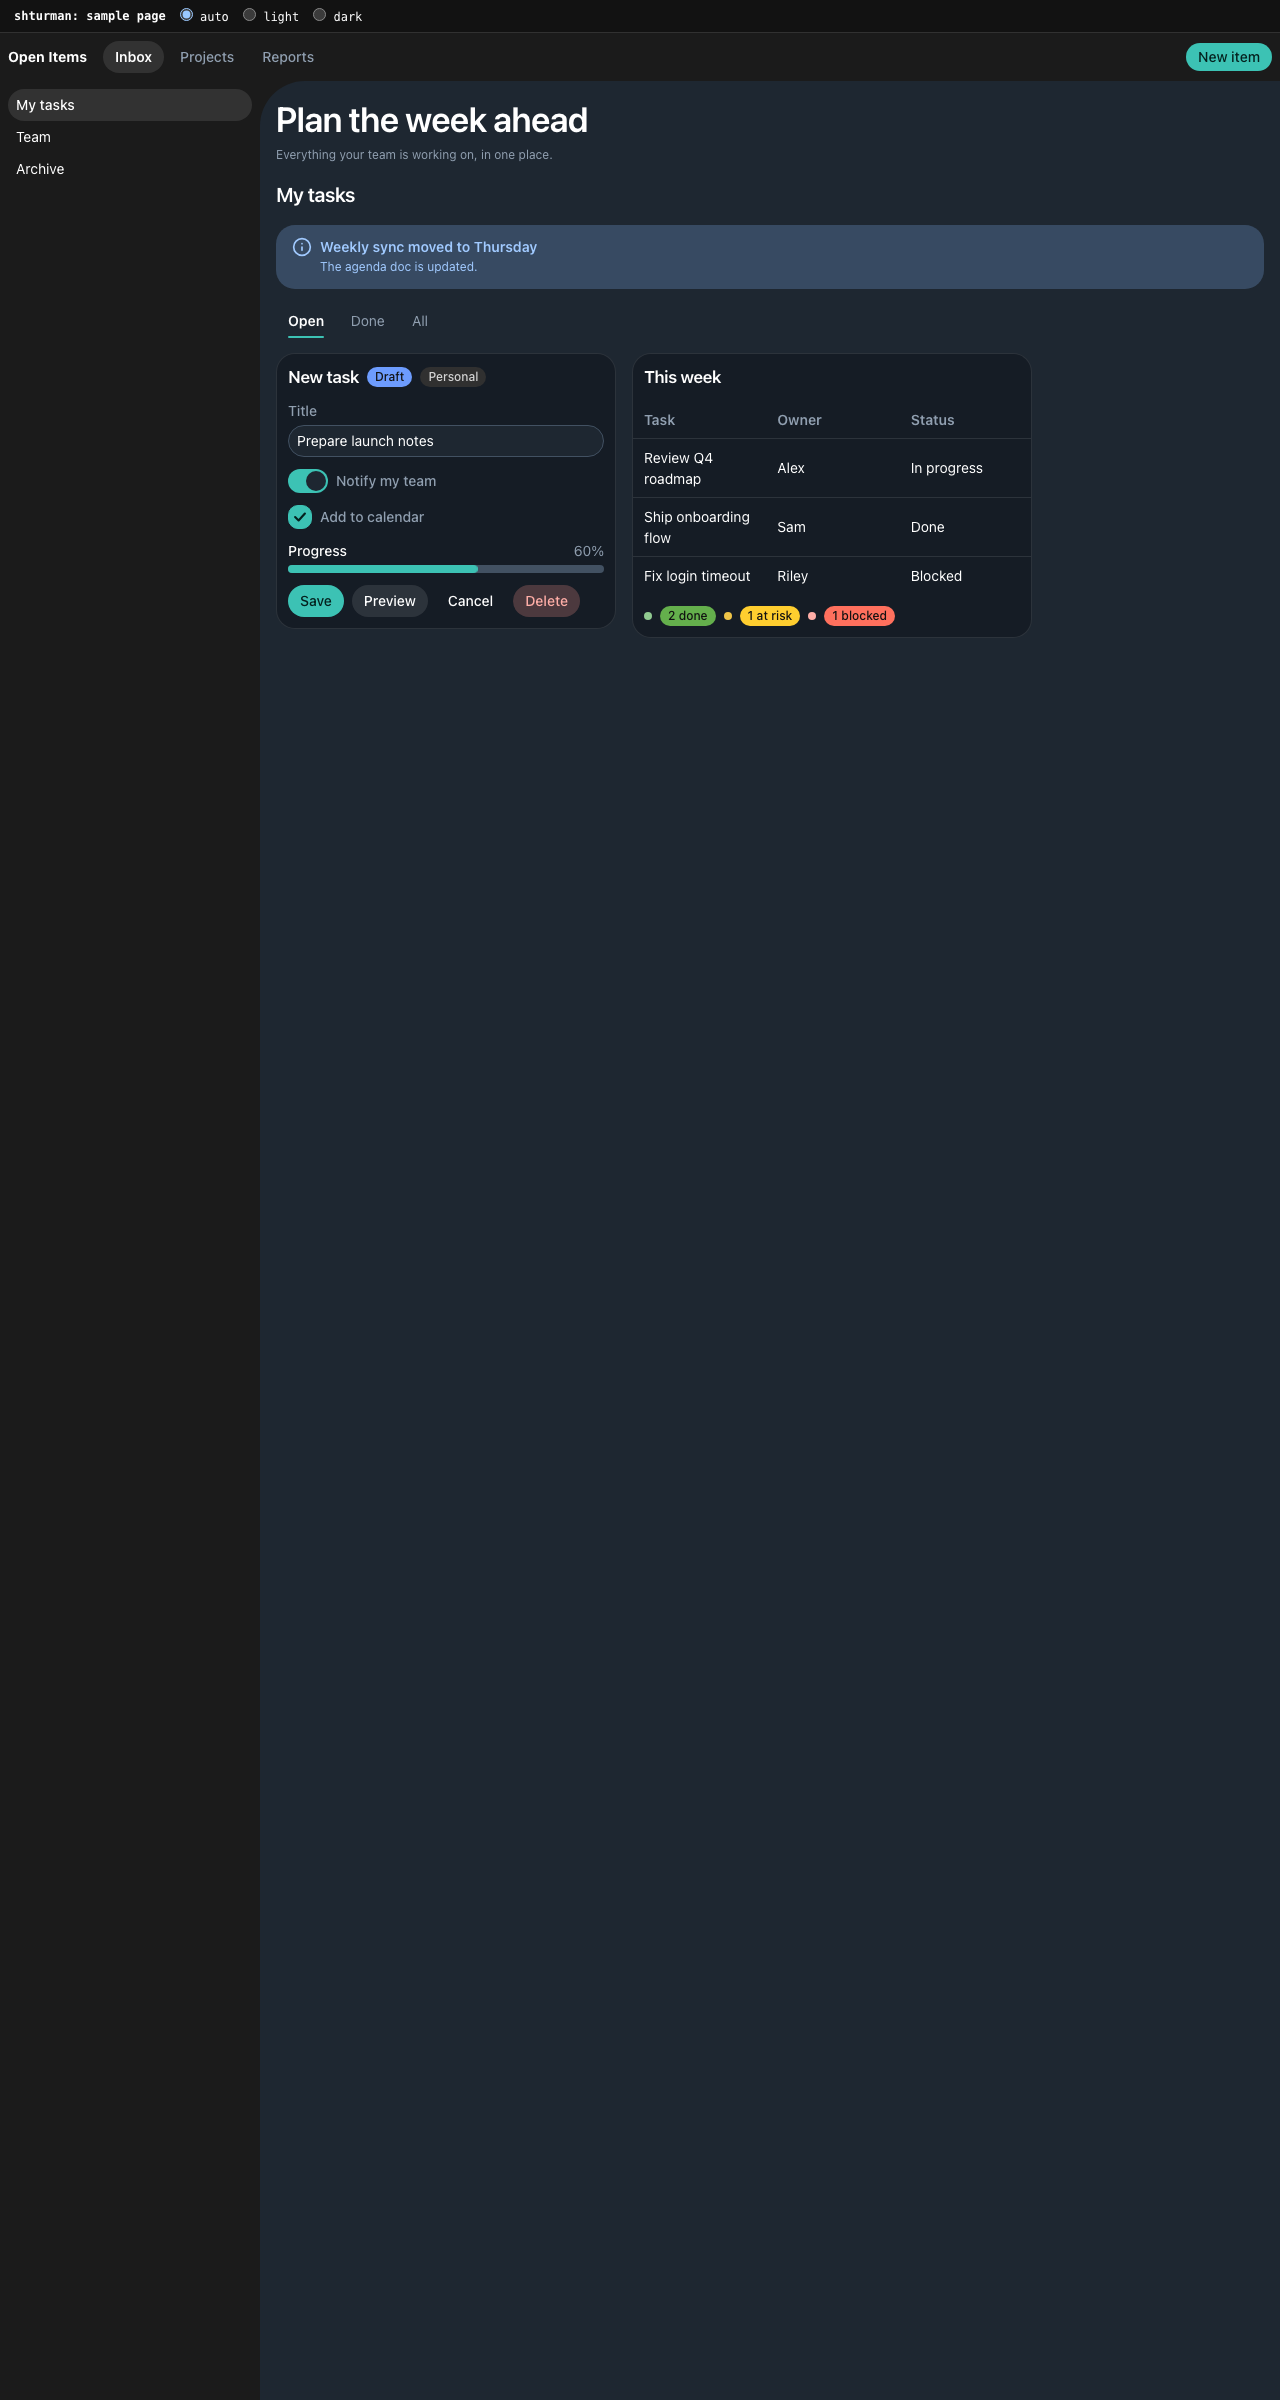 shturman: sample page auto light dark
Open Items Inbox Projects Reports New item
My tasks
Team
Archive
Plan the week ahead
Everything your team is working on, in one place.
My tasks
Weekly sync moved to Thursday
The agenda doc is updated.
Open Done All
New task Draft Personal
Title
Prepare launch notes
Notify my team
Add to calendar
Progress 60%
Save Preview Cancel Delete
This week
Task Owner Status
Review Q4
roadmap
Alex In progress
Ship onboarding
flow
Sam Done
Fix login timeout Riley Blocked
2 done 1 at risk 1 blocked